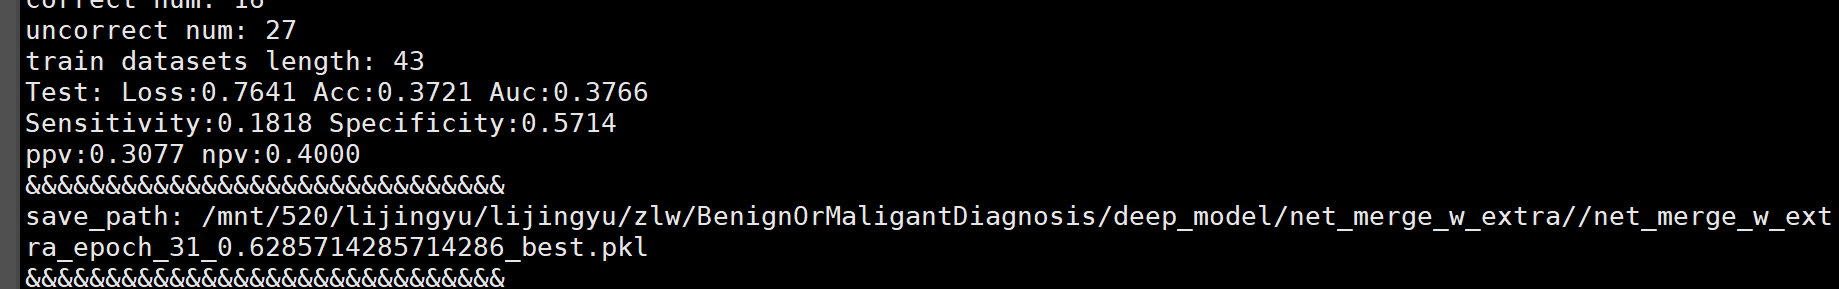 correct num: 16
uncorrect num: 27
train datasets length: 43
Test: Loss:0.7641 Acc:0.3721 Auc:0.3766
Sensitivity:0.1818 Specificity:0.5714
ppv:0.3077 npv:0.4000
&&&&&&&&&&&&&&&&&&&&&&&&&&&&&&
save_path: /mnt/520/lijingyu/lijingyu/zlw/BenignOrMaligantDiagnosis/deep_model/net_merge_w_extra//net_merge_w_ext
ra_epoch_31_0.6285714285714286_best.pkl
&&&&&&&&&&&&&&&&&&&&&&&&&&&&&&